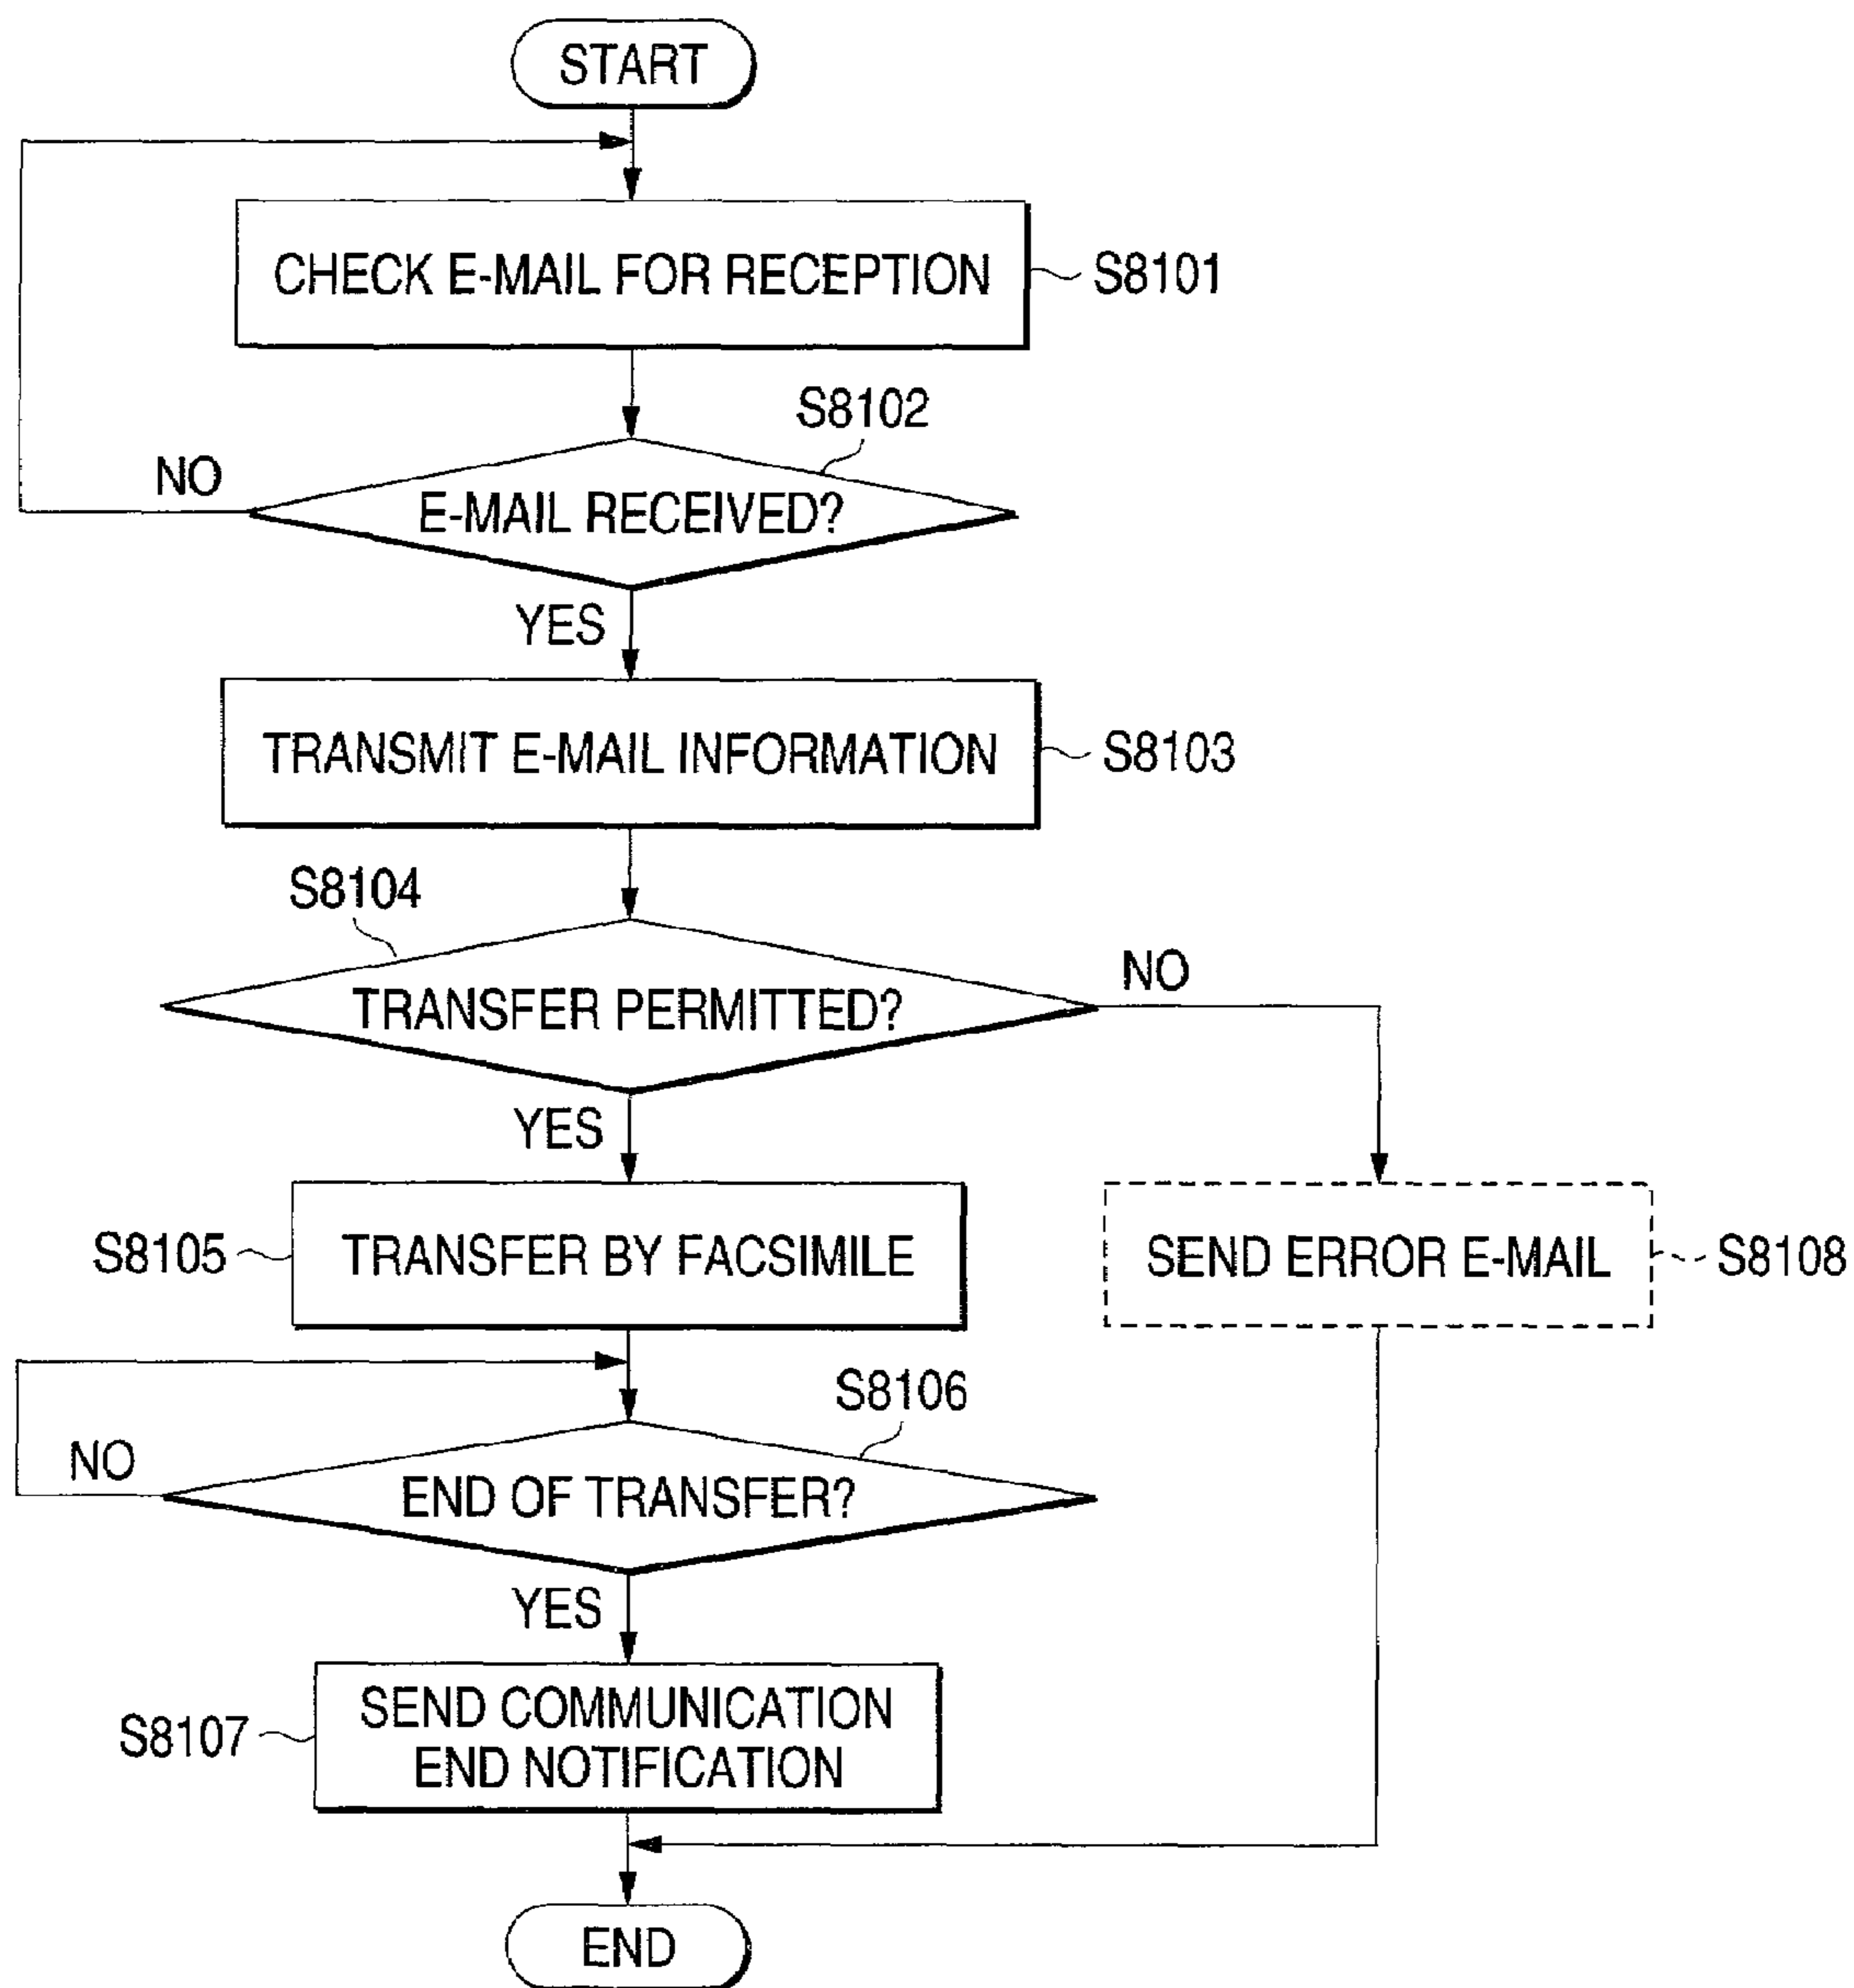 START
CHECK E-MAIL FOR RECEPTION
S8101
S8102
NO
E-MAIL RECEIVED?
YES
TRANSMIT E-MAIL INFORMATION
S8103
S8104
NO
TRANSFER PERMITTED?
YES
S8105
TRANSFER BY FACSIMILE
SEND ERROR E-MAIL
S8108
S8106
NO
END OF TRANSFER?
YES
S8107
SEND COMMUNICATION
END NOTIFICATION
END